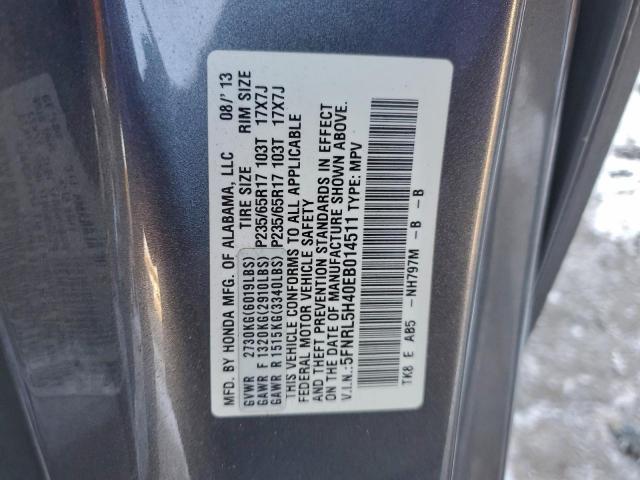 MFD. BY HONDA MFG. OF ALABAMA, LLC 08/'13
TIRE SIZE RIM SIZE
GVWR 2730KG(6019LBS)
GAWR F 1320KG(2910LBS) P235/65R17 103T 17X7J
GAWR R 1515KG(3340LBS) P235/65R17 103T 17X7J
THIS VEHICLE CONFORMS TO ALL APPLICABLE
FEDERAL MOTOR VEHICLE SAFETY
AND THEFT PREVENTION STANDARDS IN EFFECT
ON THE DATE OF MANUFACTURE SHOWN ABOVE.
V.I.N.:5FNRL5H40EB014511 TYPE: MPV
TK8 E AB5 -NH797M -B -B